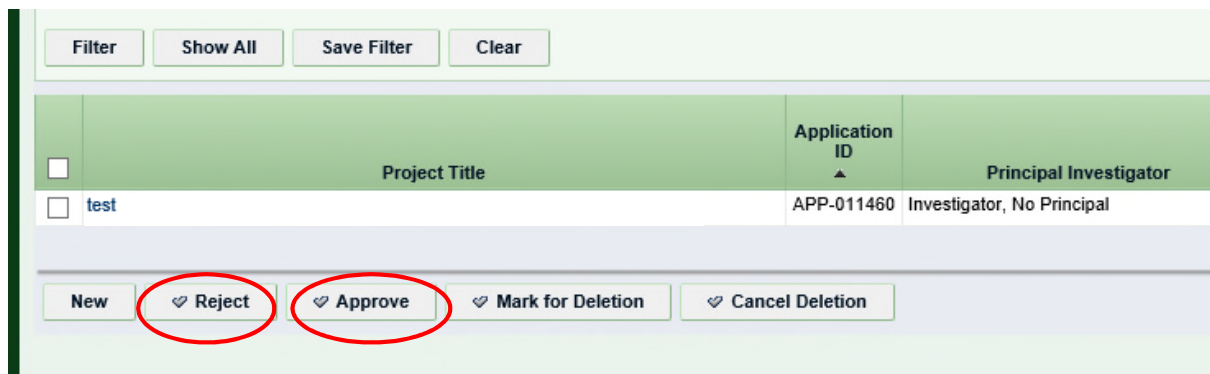 Filter Show All Save Filter Clear
Project Title Application ID Principal Investigator
test APP-011460 Investigator, No Principal
New Reject Approve Mark for Deletion Cancel Deletion